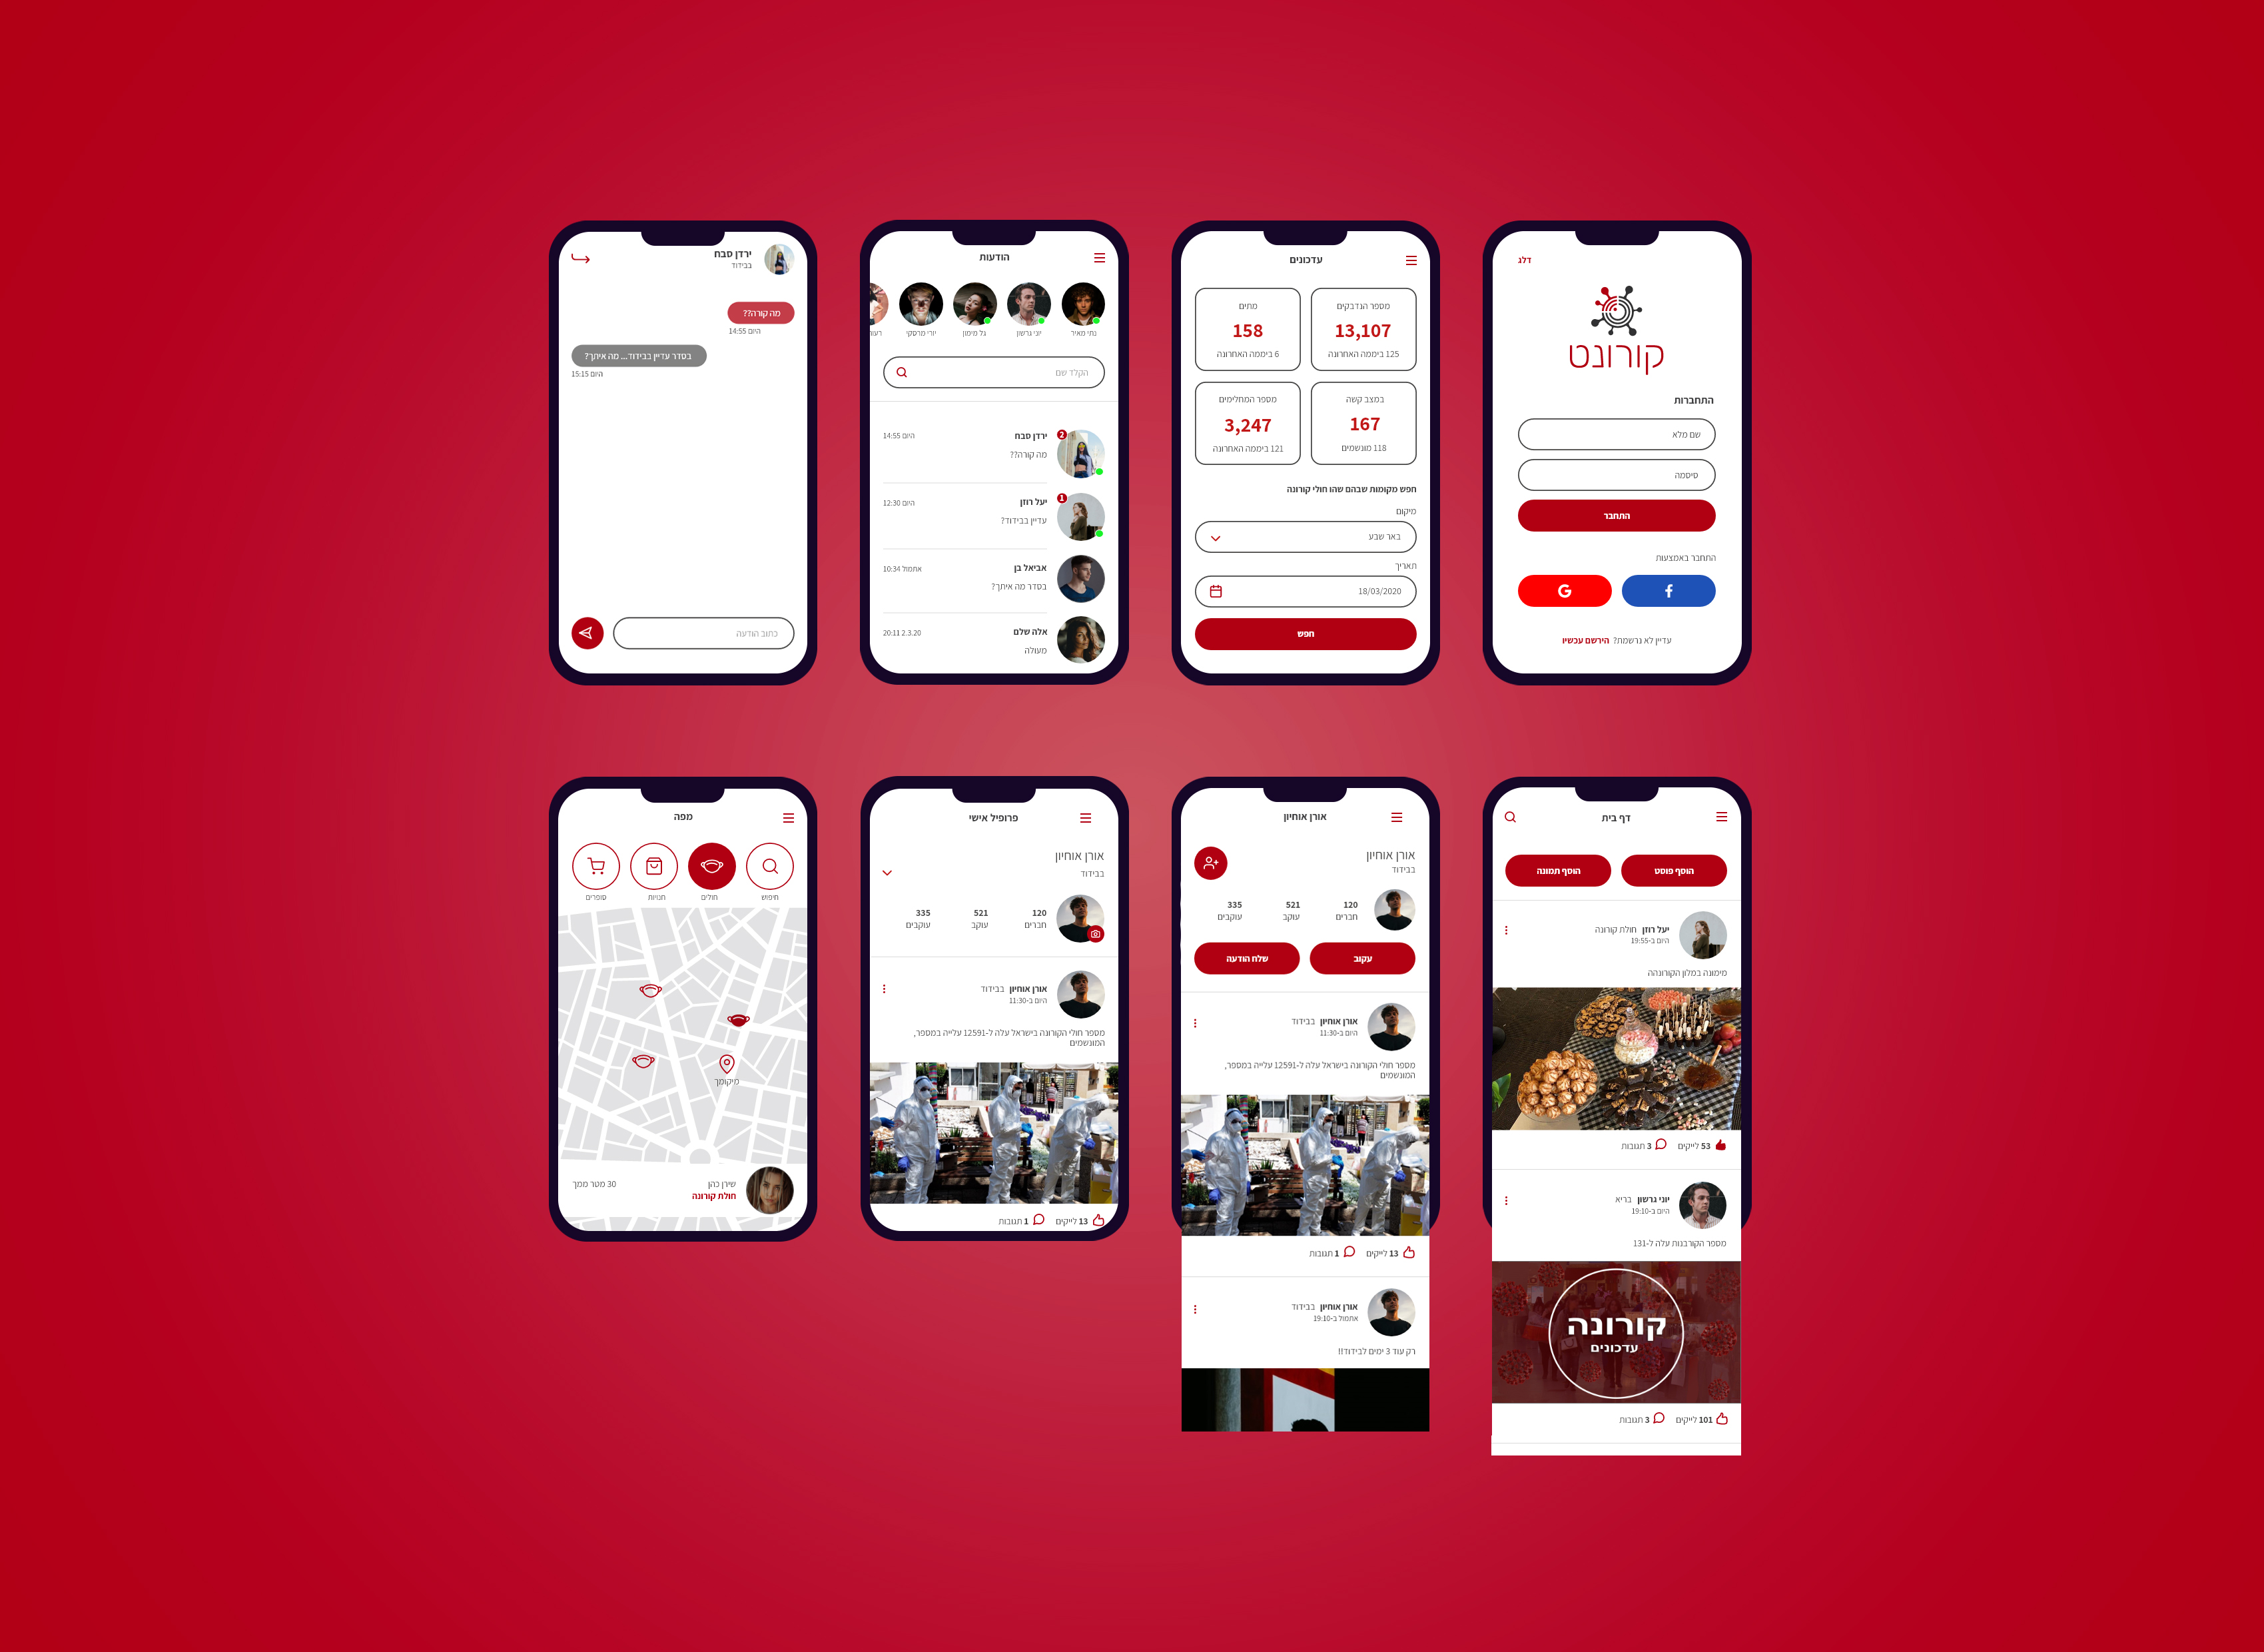 דלג
קורונט
התחברות
שם מלא
סיסמה
התחבר
התחבר באמצעות
עדיין לא נרשמת? הירשם עכשיו
עדכונים
מספר הנדבקים
13,107
125 ביממה האחרונה
מתים
158
6 ביממה האחרונה
במצב קשה
167
118 מונשמים
מספר המחלימים
3,247
121 ביממה האחרונה
חפש מקומות שבהם שהו חולי קורונה
מיקום
באר שבע
תאריך
18/03/2020
חפש
הודעות
נתי מאיר
יוני גרשון
גל מימון
יורי מרסקי
הקלד שם
2
ירדן סבח
היום 14:55
מה קורה??
1
יעל רוזן
היום 12:30
עדיין בבידוד?
אביאל בן
אתמול 10:34
בסדר מה איתך?
אלה שלם
20:11 2.3.20
מעולה
ירדן סבח
בבידוד
מה קורה??
היום 14:55
בסדר עדיין בבידוד... מה איתך?
היום 15:15
כתוב הודעה
דף בית
הוסף פוסט
הוסף תמונה
יעל רוזן חולת קורונה
היום ב-19:55
מימונה במלון הקורונהה
53 לייקים
3 תגובות
יוני גרשון בריא
היום ב-19:10
מספר הקורבנות עלה ל-131
קורונה
עדכונים
101 לייקים
3 תגובות
אורן אוחיון
אורן אוחיון
בבידוד
120
חברים
521
עוקב
335
עוקבים
עקוב
שלח הודעה
אורן אוחיון בבידוד
היום ב-11:30
מספר חולי הקורונה בישראל עלה ל-12591 עלייה במספר,
המונשמים
13 לייקים
1 תגובות
אורן אוחיון בבידוד
אתמול ב-19:10
רק עוד 3 ימים לבידוד!!
פרופיל אישי
אורן אוחיון
בבידוד
120
חברים
521
עוקב
335
עוקבים
אורן אוחיון בבידוד
היום ב-11:30
מספר חולי הקורונה בישראל עלה ל-12591 עלייה במספר,
המונשמים
13 לייקים
1 תגובות
מפה
חיפוש
חולים
חנויות
סופרים
מיקומך
שירן כהן
חולת קורונה
30 מטר ממך